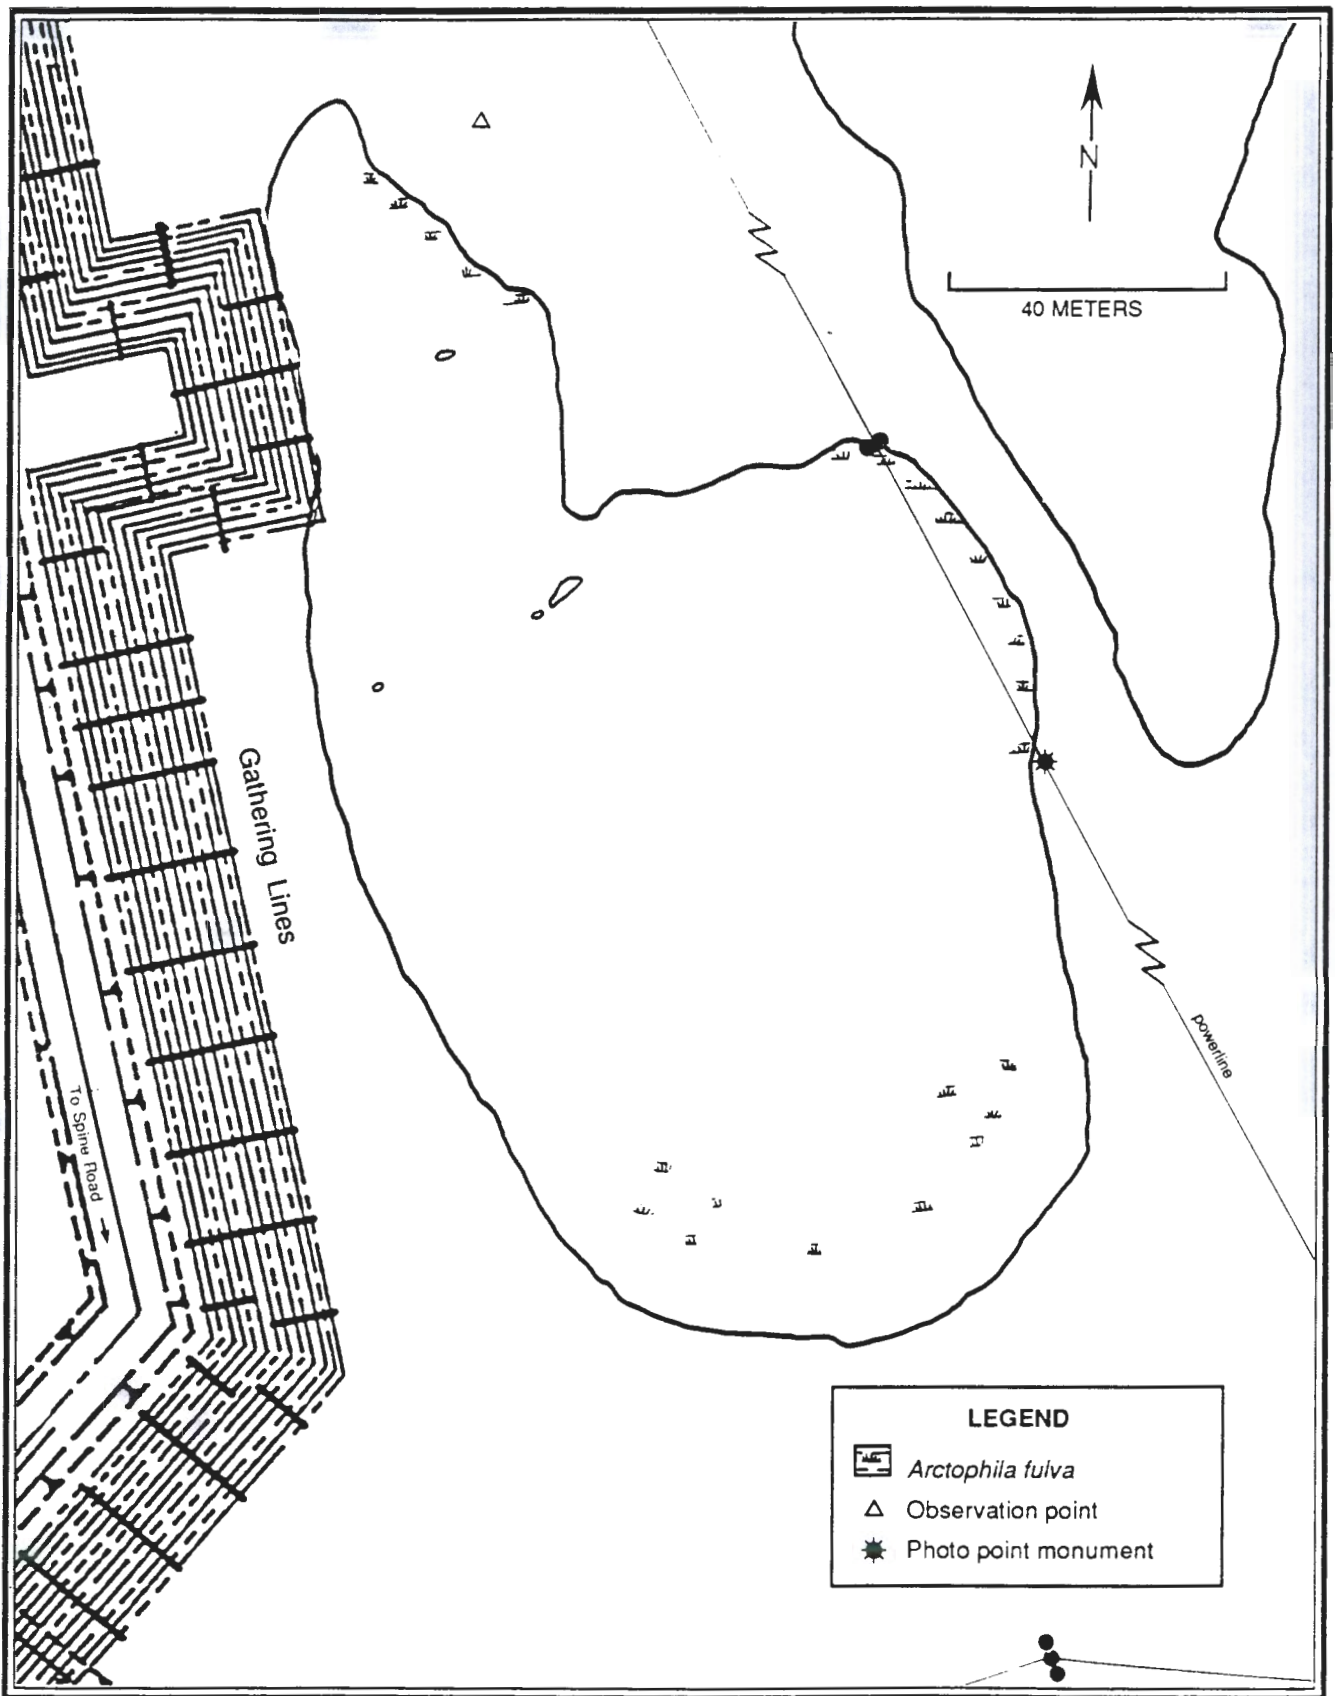 N
40 METERS
Gathering Lines
powerline
To Spine Road
LEGEND
Arctophila fulva
Observation point
Photo point monument